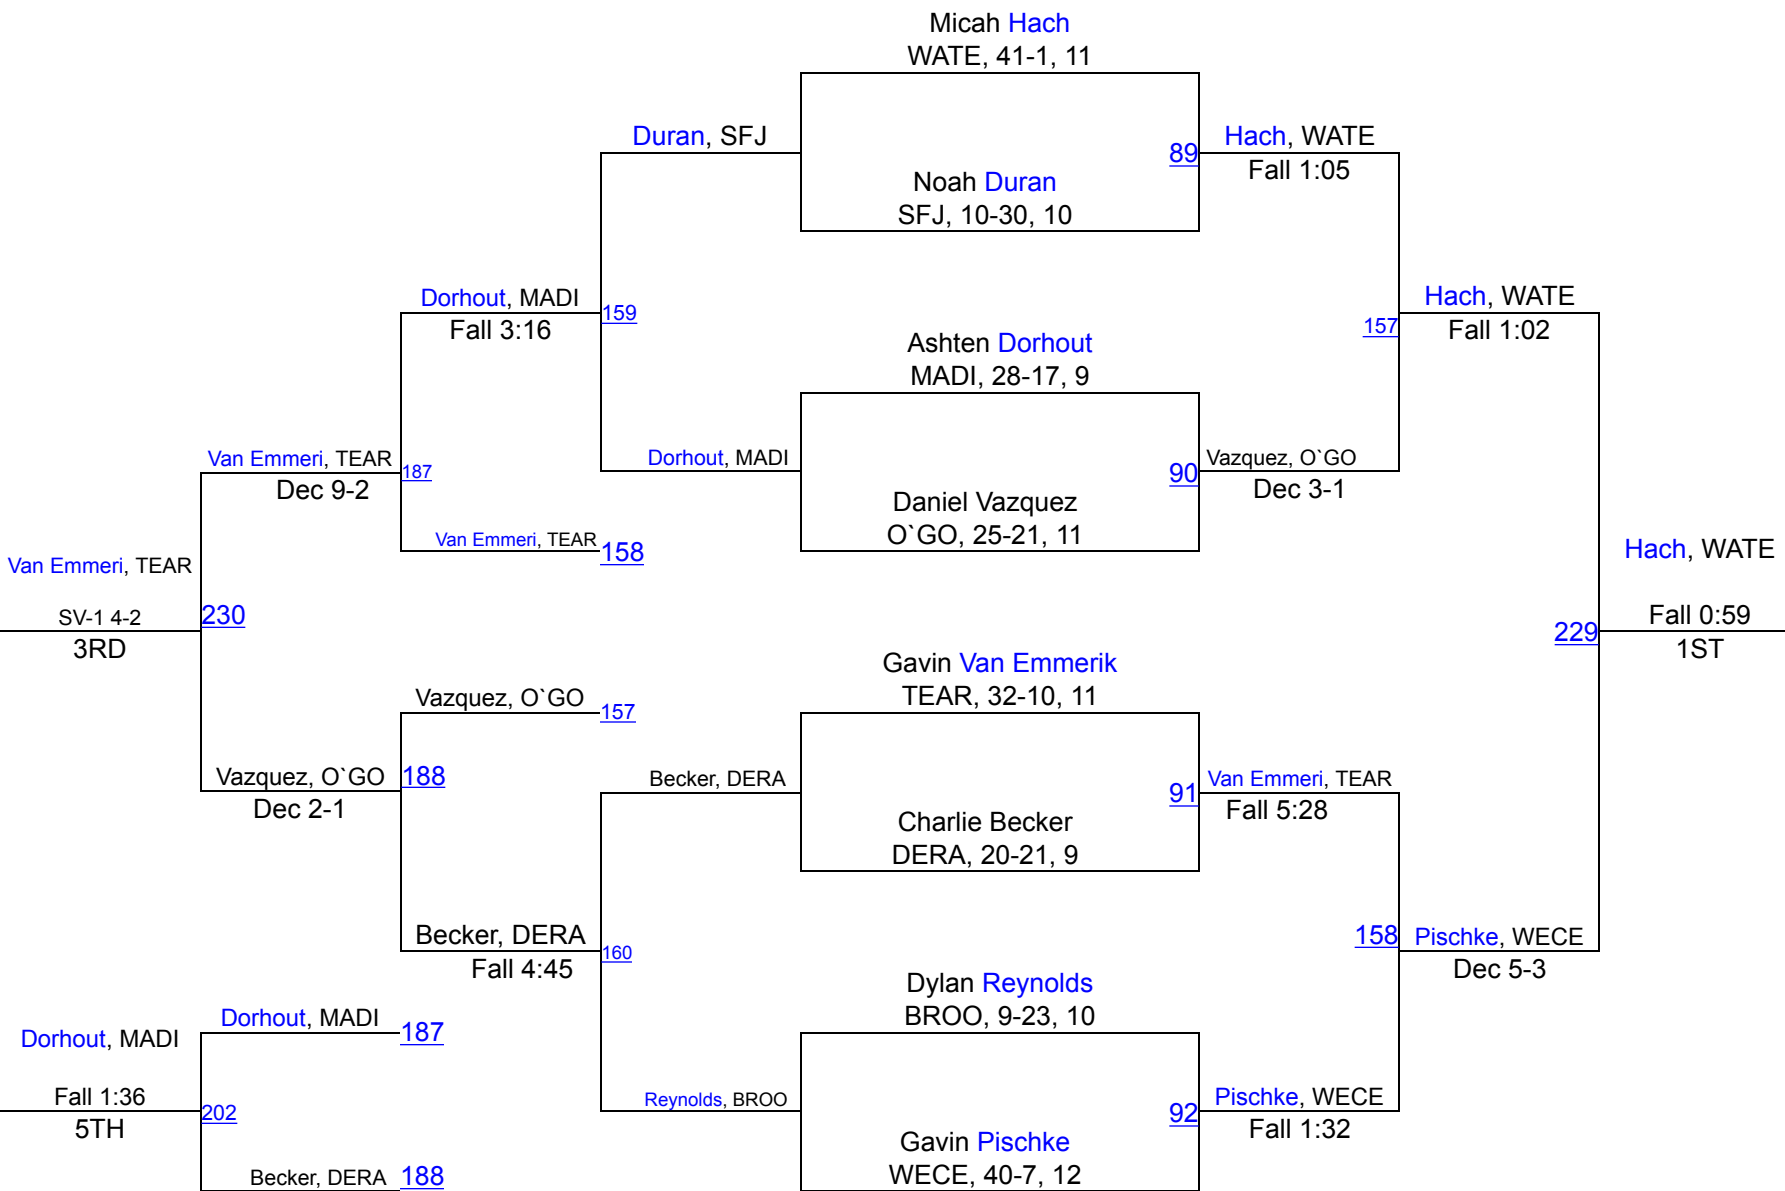 Micah Hach
WATE, 41-1, 11
Duran, SFJ
89
Hach, WATE
Fall 1:05
Noah Duran
SFJ, 10-30, 10
Dorhout, MADI
Fall 3:16
159
Hach, WATE
157
Fall 1:02
Ashten Dorhout
MADI, 28-17, 9
Van Emmeri, TEAR
187
Dec 9-2
Dorhout, MADI
90
Vazquez, O`GO
Dec 3-1
Daniel Vazquez
O`GO, 25-21, 11
Van Emmeri, TEAR
158
Van Emmeri, TEAR
230
SV-1 4-2
3RD
Hach, WATE
229
Fall 0:59
1ST
Gavin Van Emmerik
TEAR, 32-10, 11
Vazquez, O`GO
157
Vazquez, O`GO
188
Dec 2-1
Becker, DERA
91
Van Emmeri, TEAR
Fall 5:28
Charlie Becker
DERA, 20-21, 9
Becker, DERA
Fall 4:45
160
158
Pischke, WECE
Dec 5-3
Dylan Reynolds
BROO, 9-23, 10
Dorhout, MADI
187
Dorhout, MADI
Fall 1:36
5TH
202
Reynolds, BROO
92
Pischke, WECE
Fall 1:32
Gavin Pischke
WECE, 40-7, 12
Becker, DERA
188